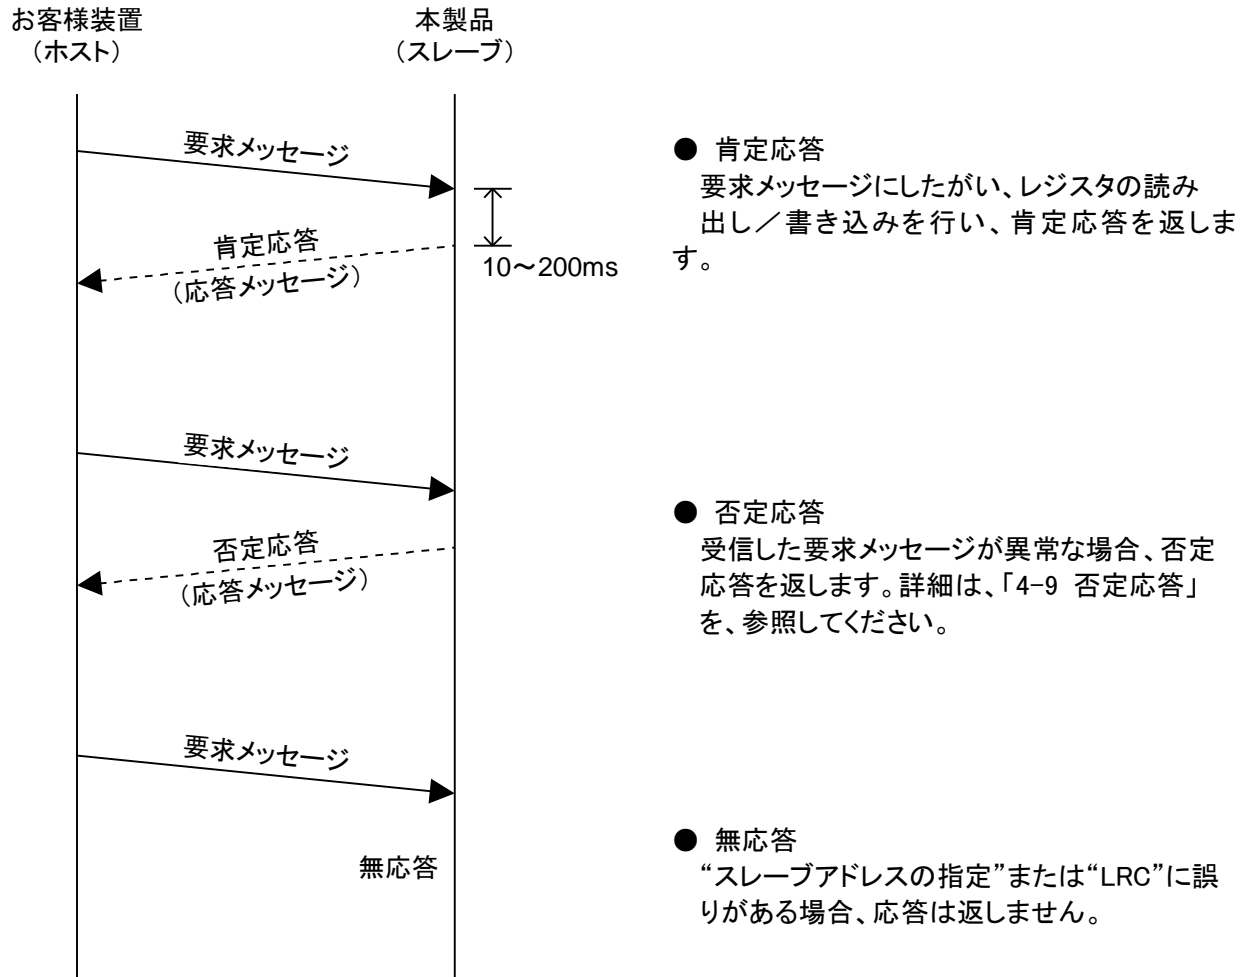 お客様装置
（ホスト）
本製品
（スレーブ）
要求メッセージ
肯定応答
（応答メッセージ）
10～200ms
● 肯定応答
要求メッセージにしたがい、レジスタの読み
出し／書き込みを行い、肯定応答を返しま
す。
要求メッセージ
否定応答
（応答メッセージ）
● 否定応答
受信した要求メッセージが異常な場合、否定
応答を返します。詳細は、「4-9 否定応答」
を、参照してください。
要求メッセージ
無応答
● 無応答
“スレーブアドレスの指定”または“LRC”に誤
りがある場合、応答は返しません。